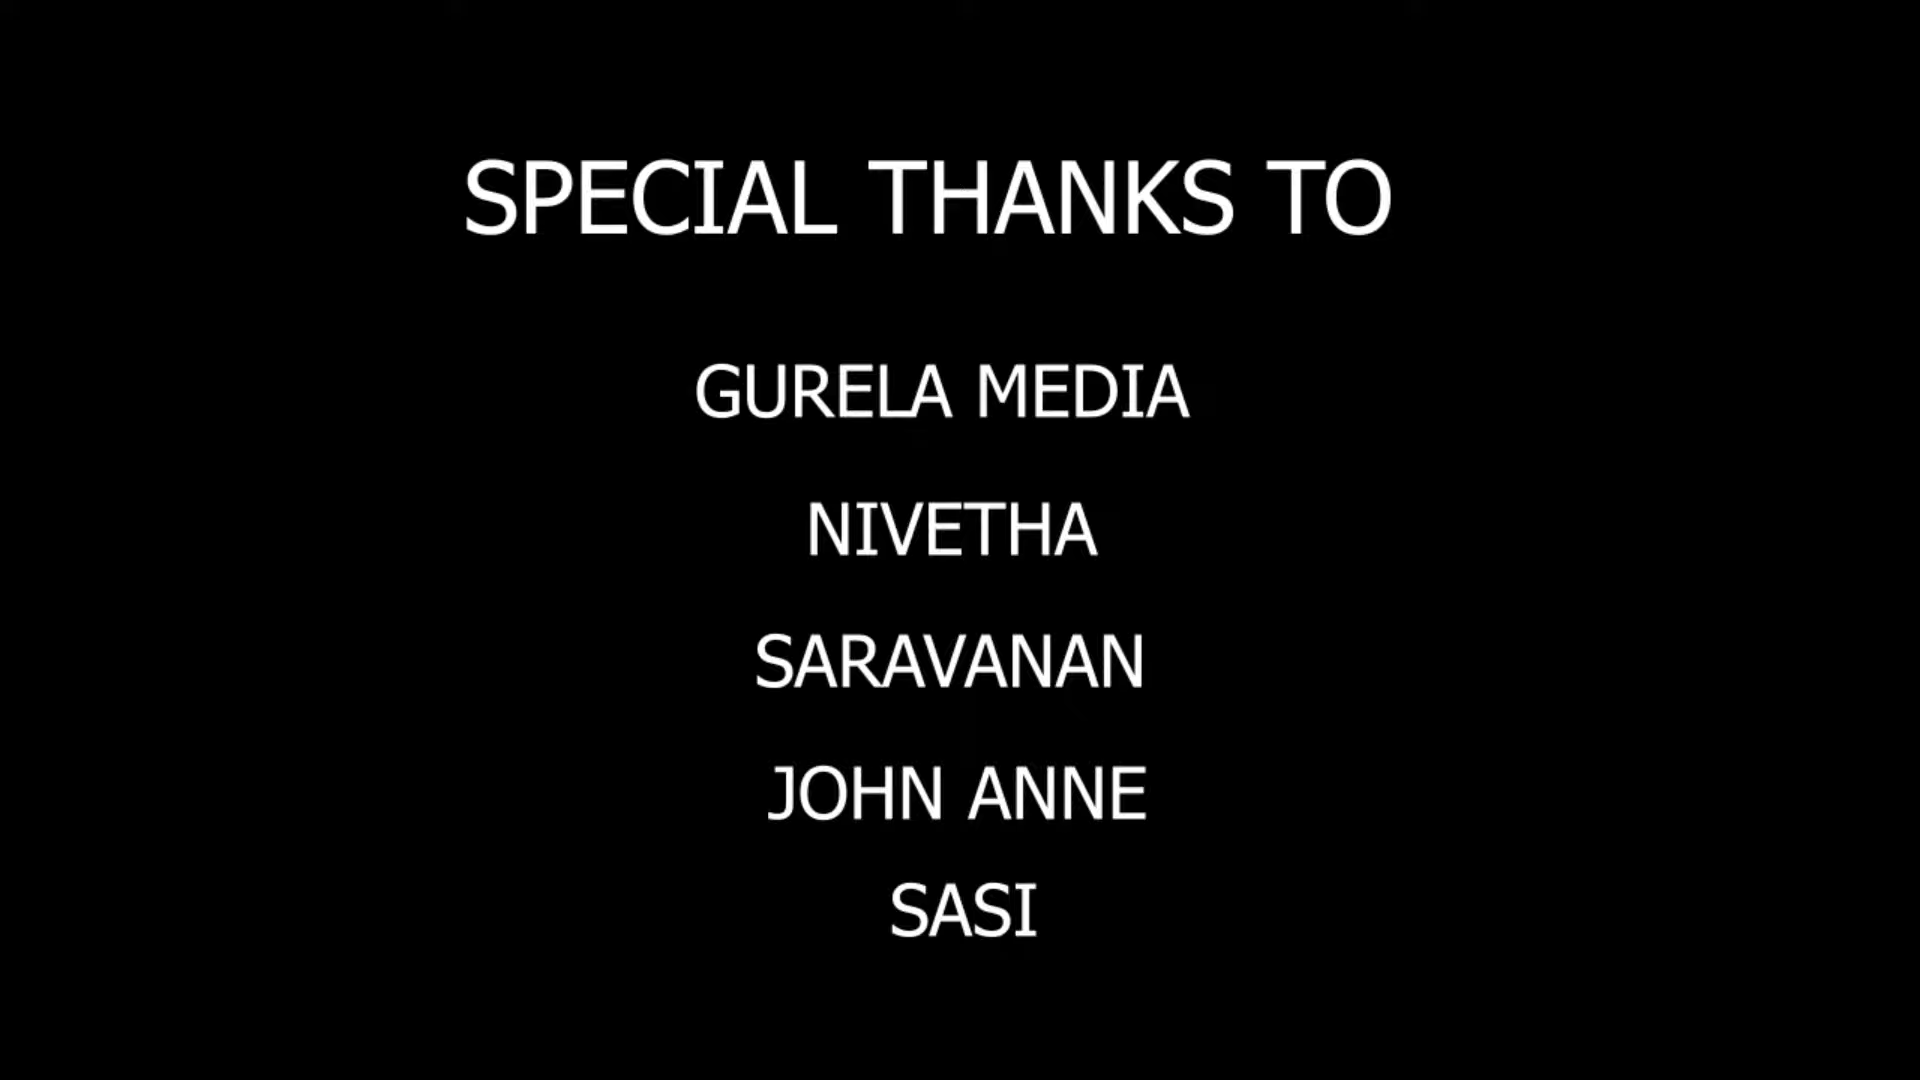 SPECIAL THANKS TO
GURELA MEDIA
NIVETHA
SARAVANAN
JOHN ANNE
SASI